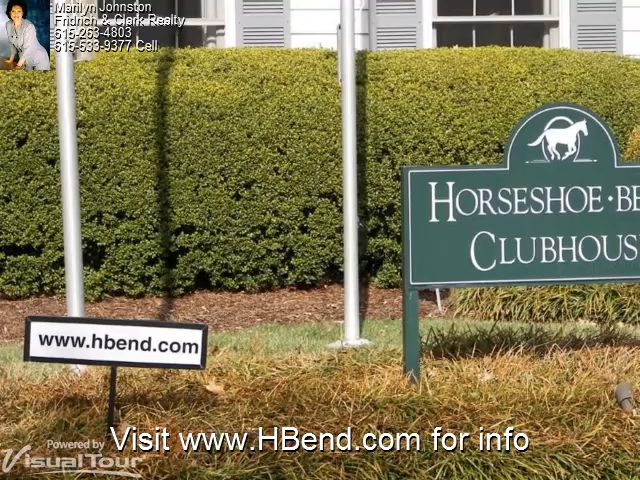 Marilyn Johnston
Fridrich & Clark Realty
615-263-4803
615-533-9377 Cell
HORSESHOE·BE
CLUBHOUS
www.hbend.com
Visit www.HBend.com for info
Powered by
VISUALTOUR